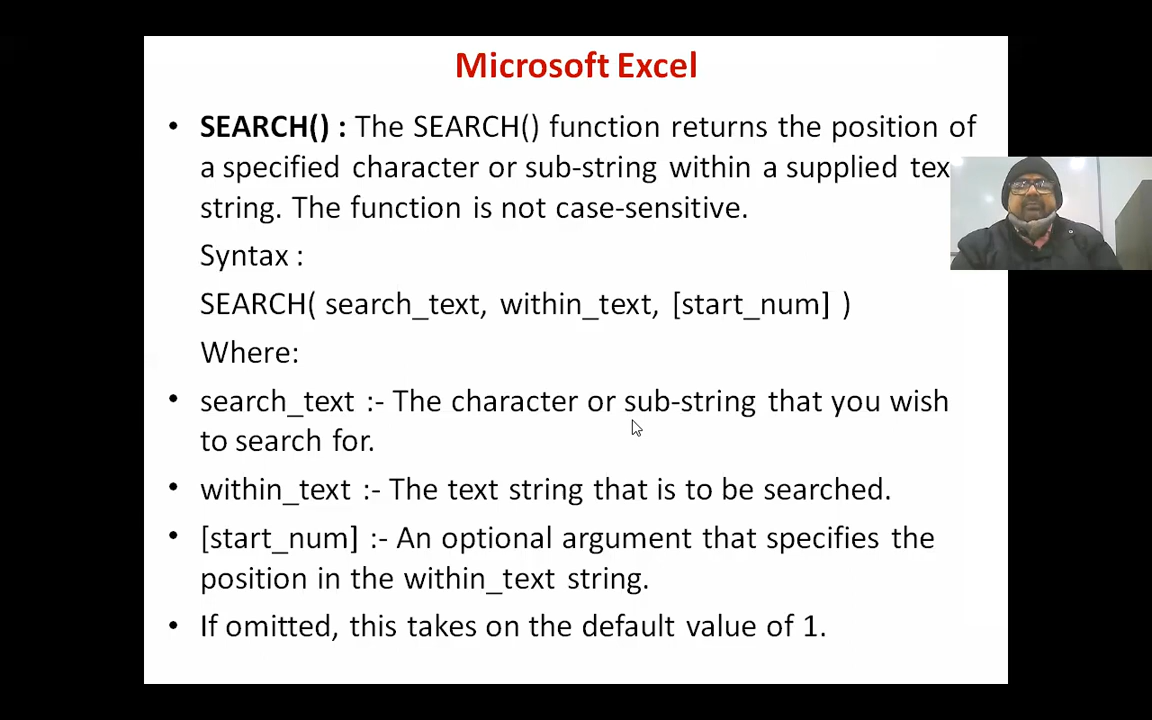 Microsoft Excel
• SEARCH() : The SEARCH() function returns the position of
a specified character or sub-string within a supplied tex
string. The function is not case-sensitive.
Syntax :
SEARCH( search_text, within_text, [start_num] )
Where:
• search_text :- The character or sub-string that you wish
to search for.
• within_text :- The text string that is to be searched.
• [start_num] :- An optional argument that specifies the
position in the within_text string.
• If omitted, this takes on the default value of 1.